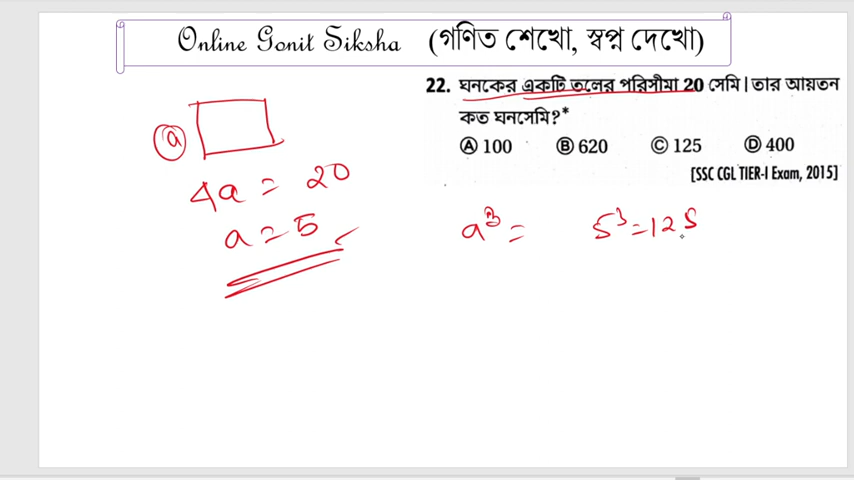 Online Gonit Siksha (গণিত শেখো, স্বপ্ন দেখো)
22. ঘনকের একটি তলের পরিসীমা 20 সেমি। তার আয়তন
কত ঘনসেমি?*
Ⓐ 100 Ⓑ 620 Ⓒ 125 Ⓓ 400
[SSC CGL TIER-I Exam, 2015]
a
4a = 20
a = 5
a³ = 5³ = 125